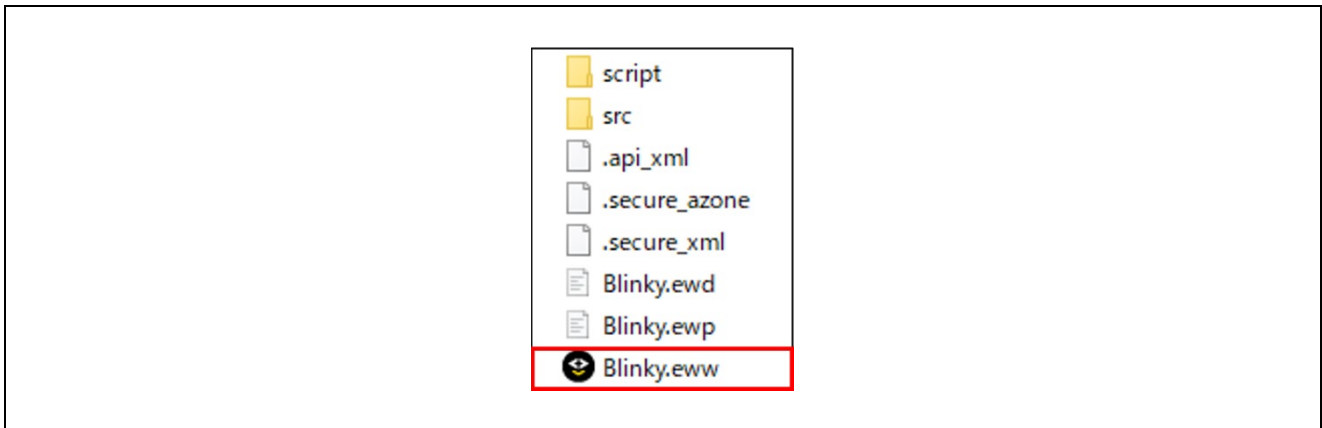 script
src
.api_xml
.secure_azone
.secure_xml
Blinky.ewd
Blinky.ewp
Blinky.eww